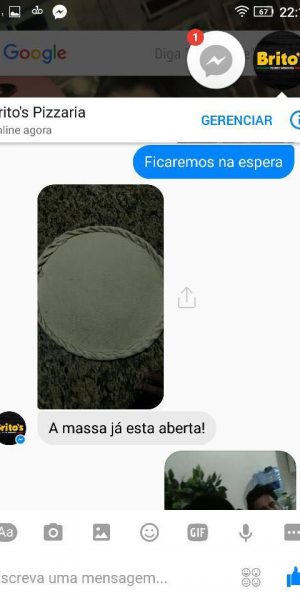 67
22:
Google
Diga
1
Brito's
rito's Pizzaria
nline agora
GERENCIAR
Ficaremos na espera
Brito's
A massa já esta aberta!
Aa
GIF
screva uma mensagem...